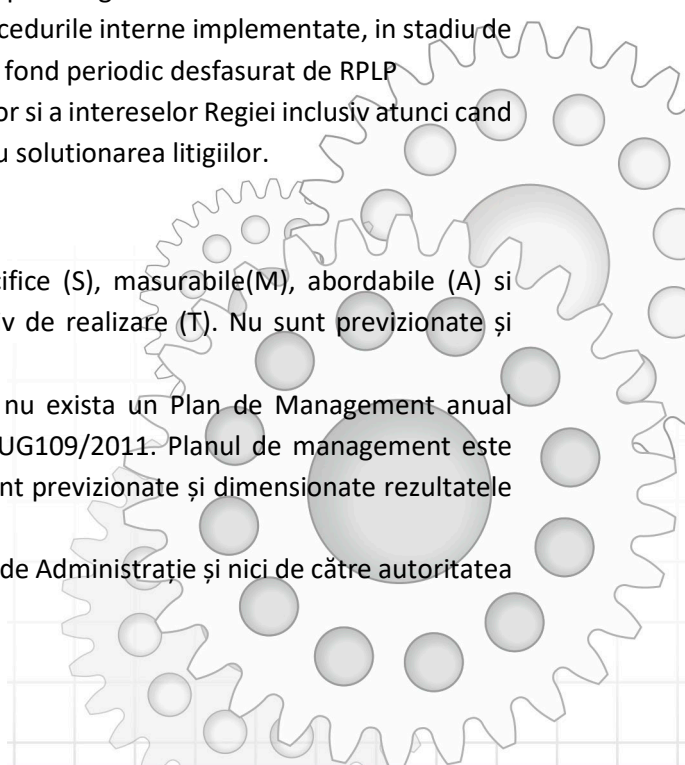 cedurile interne implementate, in stadiu de
fond periodic desfasurat de RPLP
or si a intereselor Regiei inclusiv atunci cand
u solutionarea litigiilor.
cifice (S), masurabile(M), abordabile (A) si
v de realizare (T). Nu sunt previzionate și
nu exista un Plan de Management anual
UG109/2011. Planul de management este
nt previzionate și dimensionate rezultatele
de Administrație și nici de către autoritatea